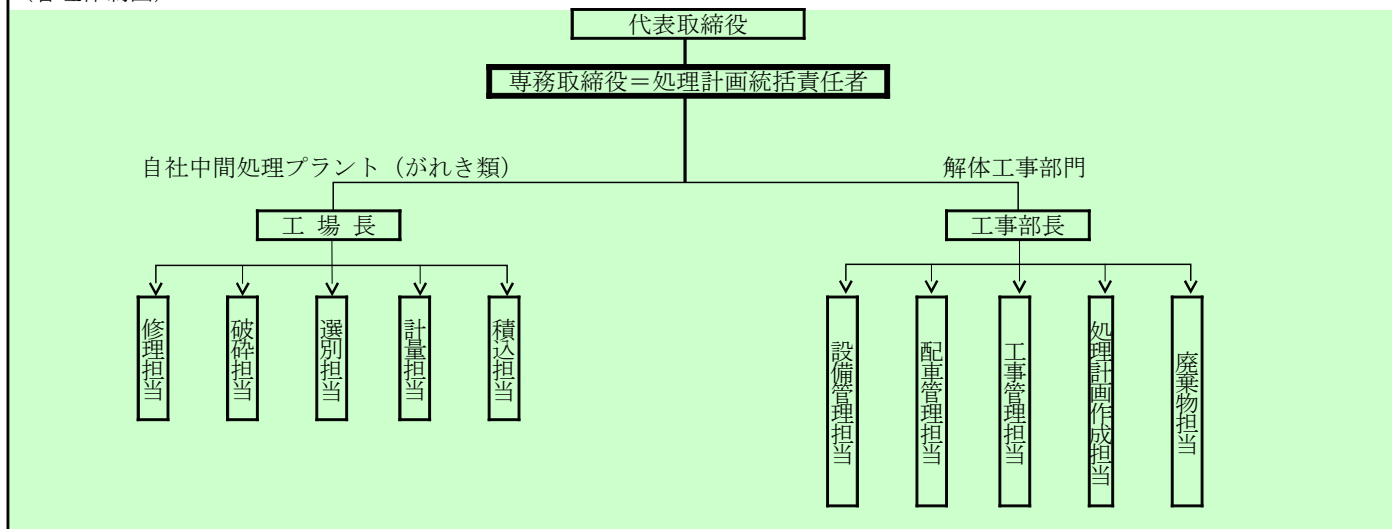 代表取締役
専務取締役＝処理計画統括責任者
自社中間処理プラント（がれき類）
解体工事部門
工 場 長
工事部長
修理担当
破砕担当
選別担当
計量担当
積込担当
設備管理担当
配車管理担当
工事管理担当
処理計画作成担当
廃棄物担当